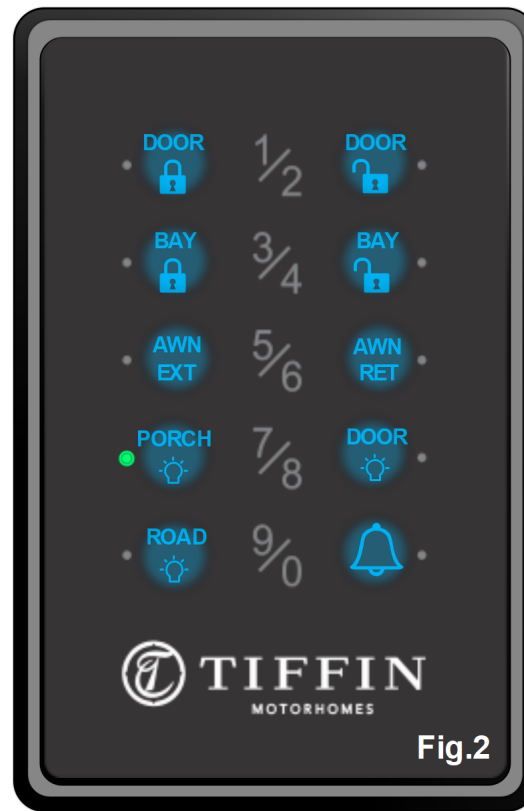 DOOR 1/2 DOOR
BAY 3/4 BAY
AWN 5/6 AWN
EXT RET
PORCH 7/8 DOOR
ROAD 9/0
TIFFIN
MOTORHOMES
Fig.2